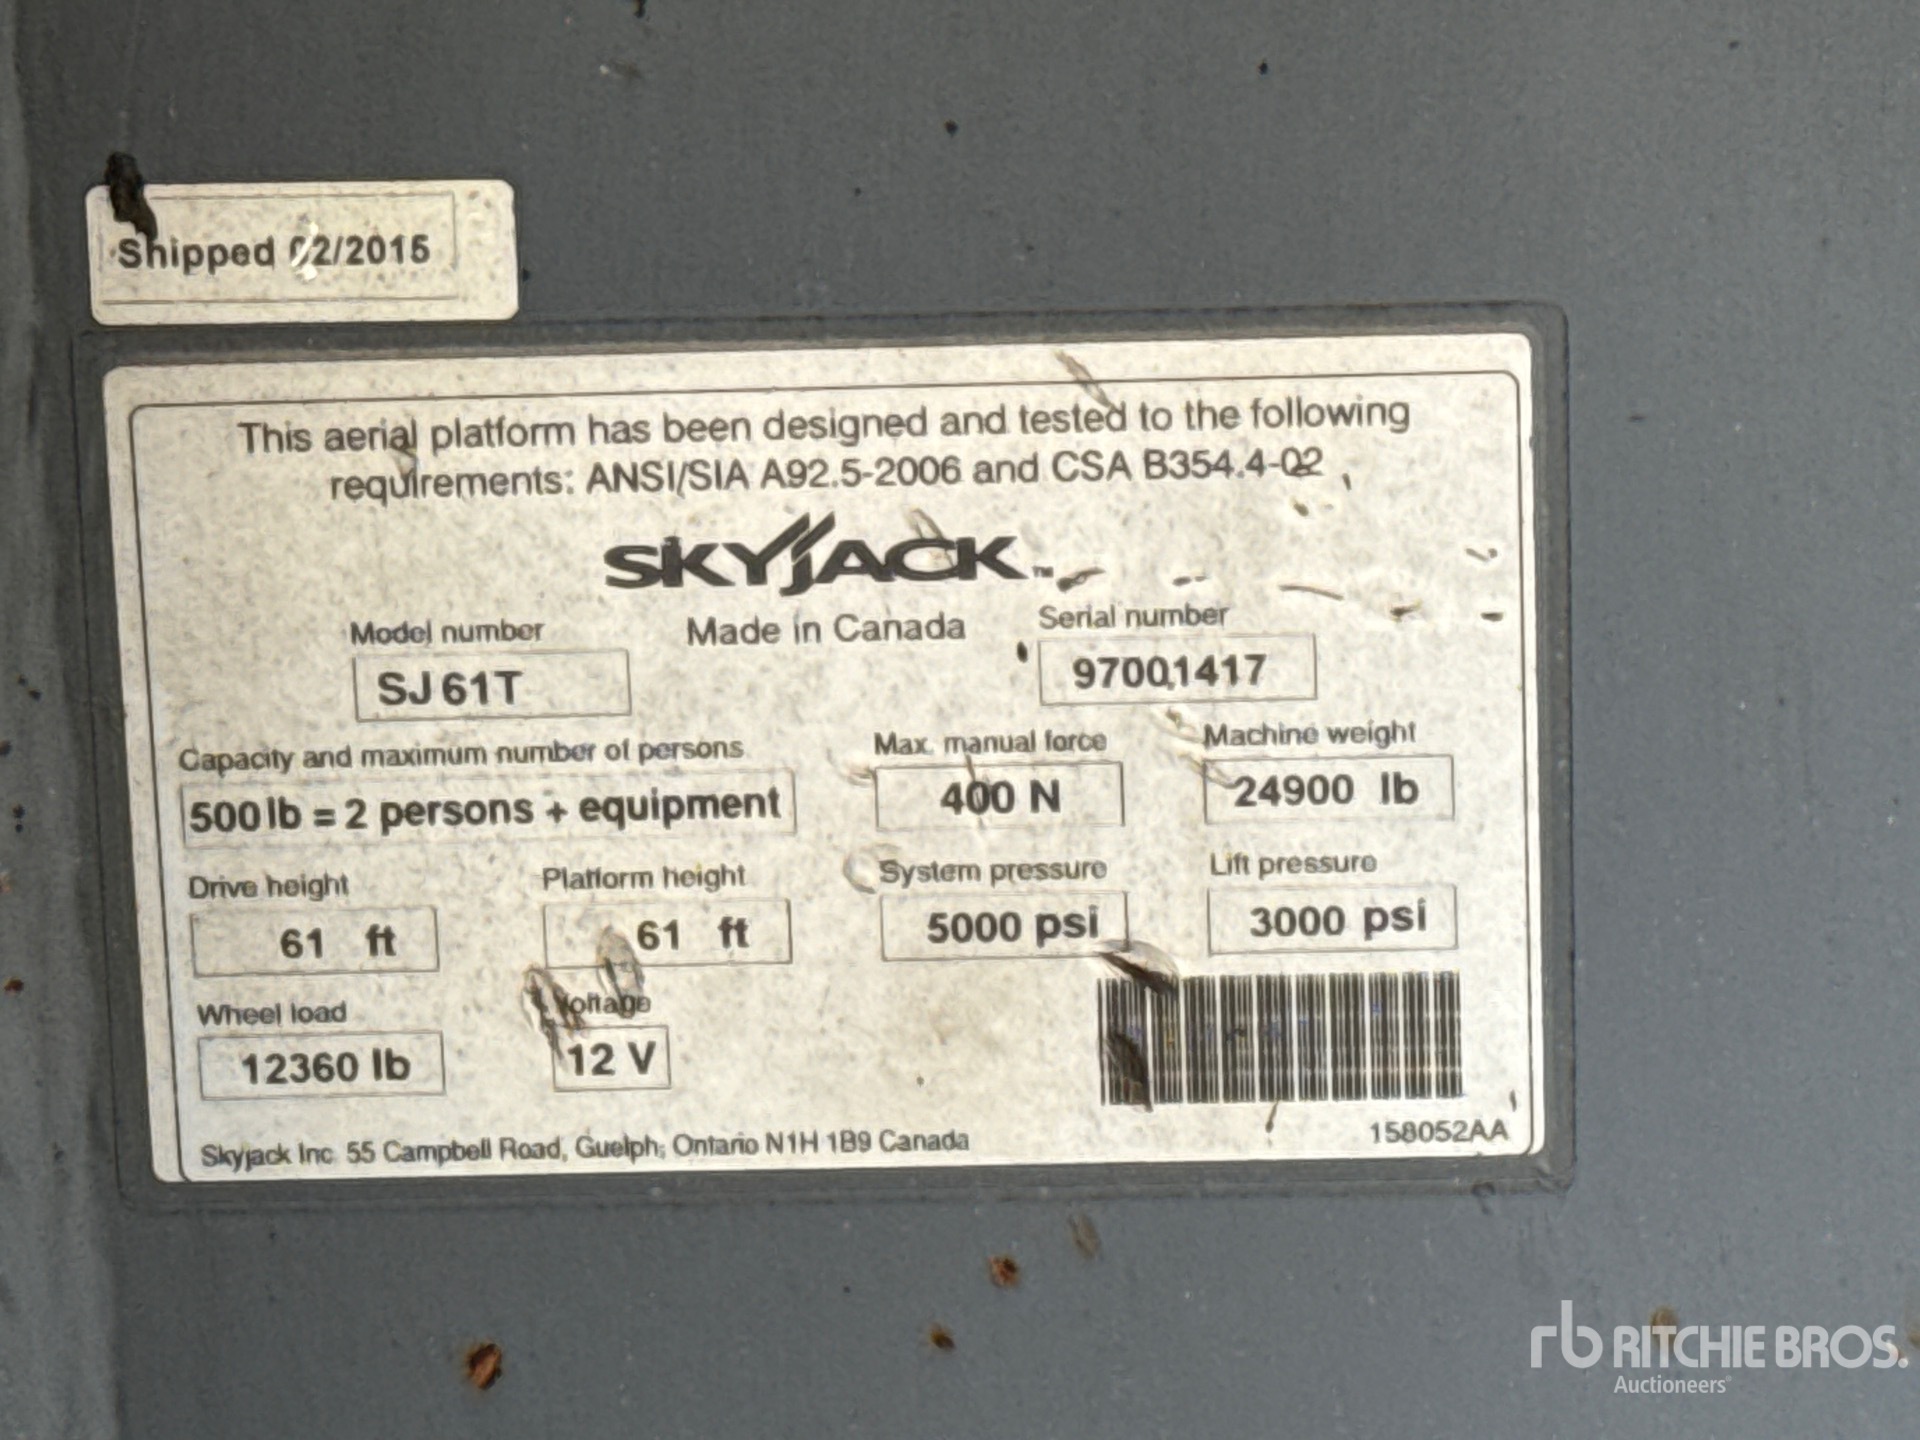 Shipped 02/2015
This aerial platform has been designed and tested to the following
requirements: ANSI/SIA A92.5-2006 and CSA B354.4-02
SKYJACK™
Model number
Made in Canada
Serial number
SJ 61T
97001417
Capacity and maximum number of persons
Max. manual force
Machine weight
500 lb = 2 persons + equipment
400 N
24900 lb
Drive height
Platform height
System pressure
Lift pressure
61 ft
61 ft
5000 psi
3000 psi
Wheel load
Voltage
12360 lb
12 V
Skyjack Inc. 55 Campbell Road, Guelph, Ontario N1H 1B9 Canada
158052AA
rb RITCHIE BROS.
Auctioneers